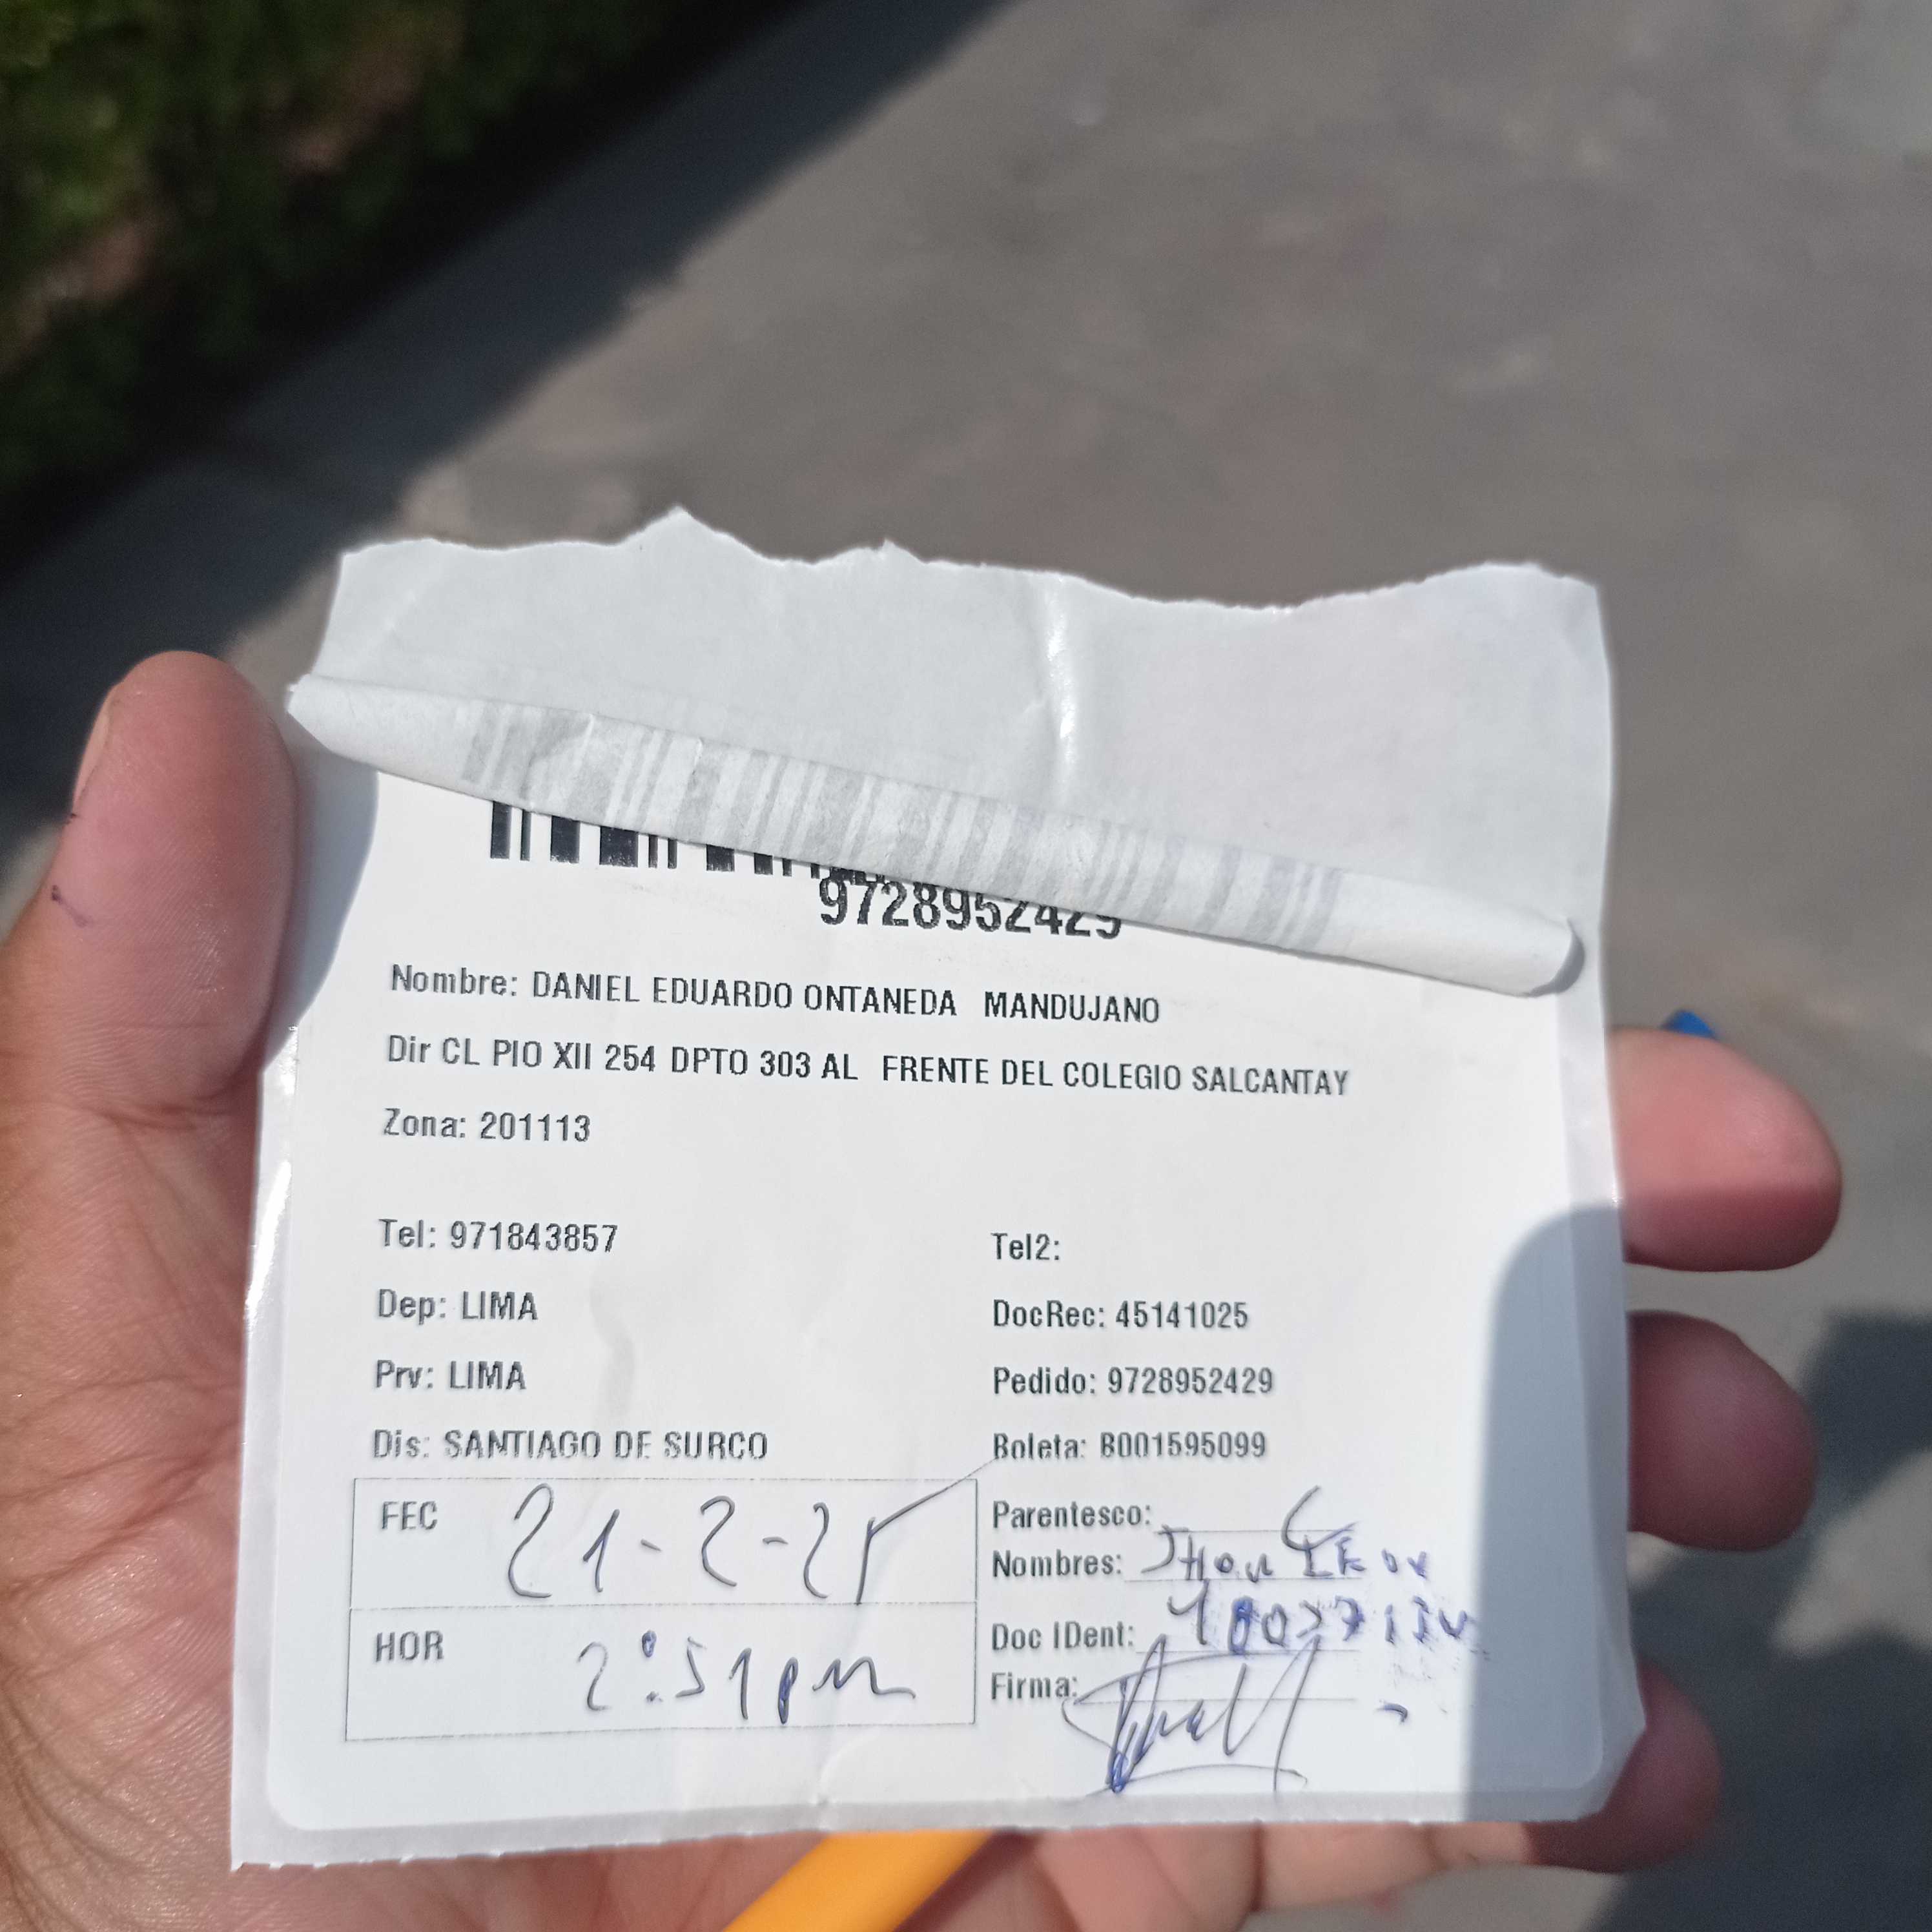 9728952429
Nombre: DANIEL EDUARDO ONTANEDA MANDUJANO
Dir CL PIO XII 254 DPTO 303 AL FRENTE DEL COLEGIO SALCANTAY
Zona: 201113
Tel: 971843857
Tel2:
Dep: LIMA
DocRec: 45141025
Prv: LIMA
Pedido: 9728952429
Dis: SANTIAGO DE SURCO
Boleta: B001595099
FEC 21-2-25
HOR 2:51pm
Parentesco:
Nombres: JHON
Doc IDent:
Firma: